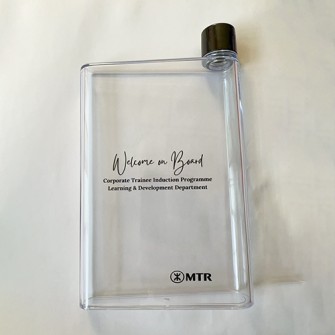 Welcome on Board
Corporate Trainee Induction Programme
Learning & Development Department
MTR